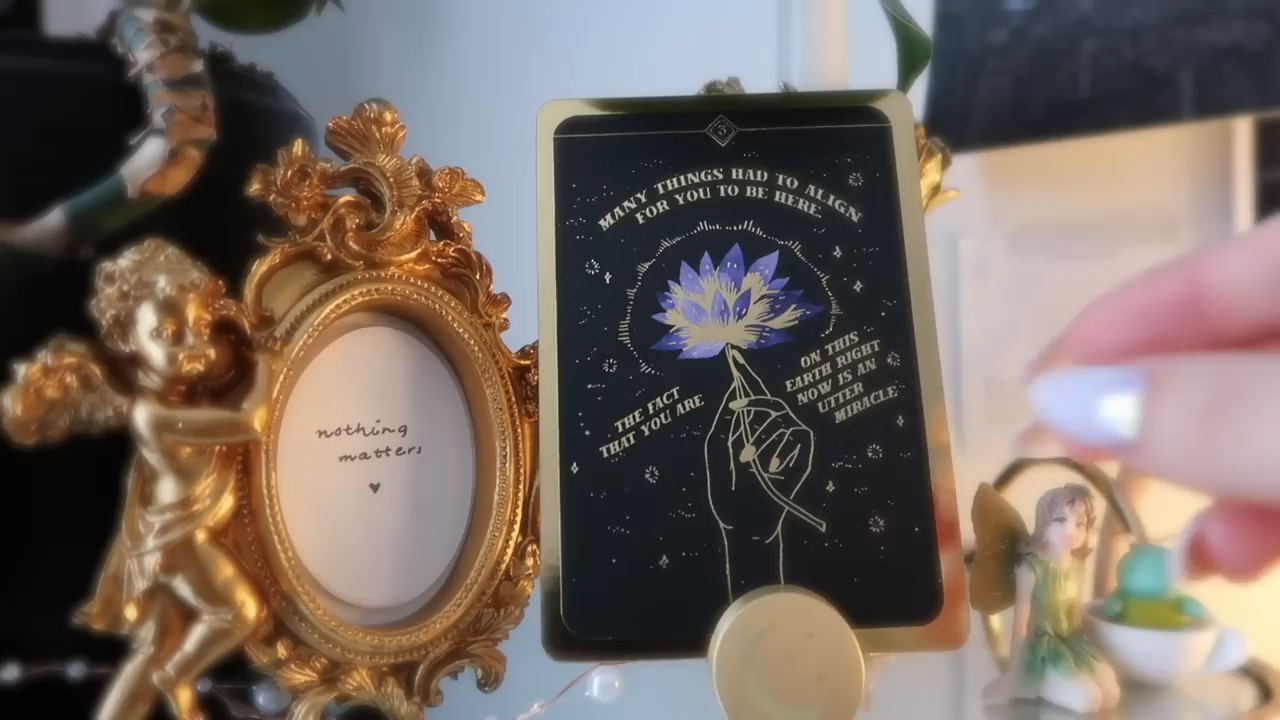 nothing
matters
5
MANY THINGS HAD TO ALIGN
FOR YOU TO BE HERE.
THE FACT
THAT YOU ARE
ON THIS
EARTH RIGHT
NOW IS AN
UTTER
MIRACLE